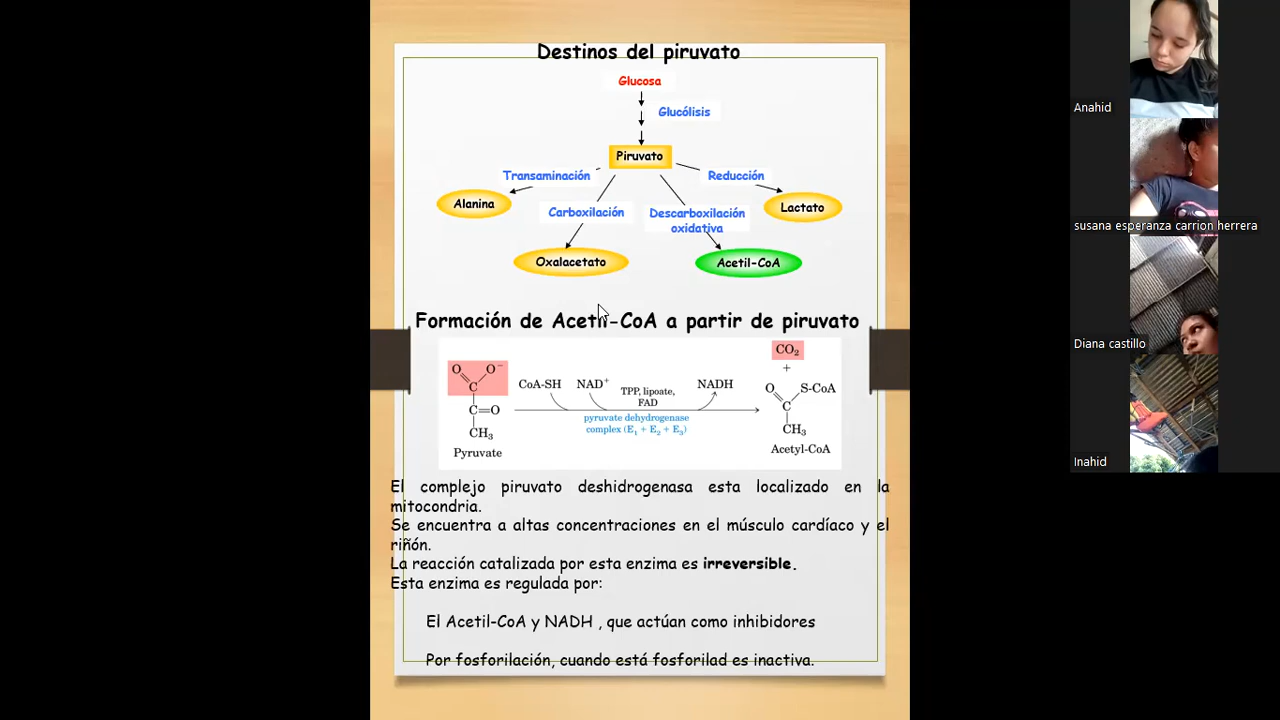 Destinos del piruvato
Glucosa
Glucólisis
Piruvato
Transaminación
Reducción
Alanina
Carboxilación
Descarboxilación
oxidativa
Lactato
Oxalacetato
Acetil-CoA
Formación de Acetil-CoA a partir de piruvato
CO2
+
O O−
C
C=O
CH3
Pyruvate
CoA-SH
NAD+
TPP, lipoate,
FAD
NADH
pyruvate dehydrogenase
complex (E1 + E2 + E3)
O S-CoA
C
CH3
Acetyl-CoA
El complejo piruvato deshidrogenasa esta localizado en la
mitocondria.
Se encuentra a altas concentraciones en el músculo cardíaco y el
riñón.
La reacción catalizada por esta enzima es irreversible.
Esta enzima es regulada por:
El Acetil-CoA y NADH , que actúan como inhibidores
Por fosforilación, cuando está fosforilad es inactiva.
Anahid
susana esperanza carrion herrera
Diana castillo
Inahid